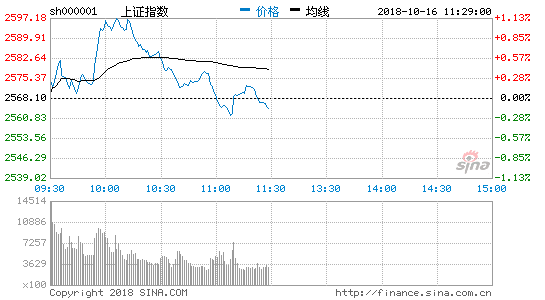 sh000001 上证指数 价格 均线 2018-10-16 11:29:00
2597.18 1.13%
2589.91 0.85%
2582.64 0.57%
2575.37 0.28%
2568.10 0.00%
2560.83 0.28%
2553.56 0.57%
2546.29 0.85%
2539.02 1.13%
sina
09:30 10:00 10:30 11:00 11:30 13:30 14:00 14:30 15:00
14514
10886
7257
3629
x100
Copyright 2018 SINA.COM http://finance.sina.com.cn